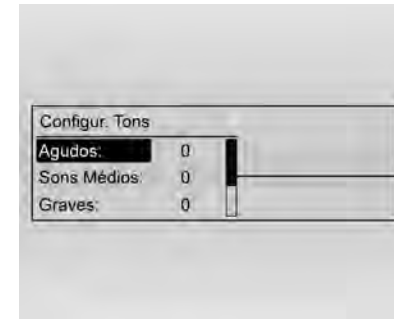 Configur. Tons
Agudos: 0
Sons Médios: 0
Graves: 0